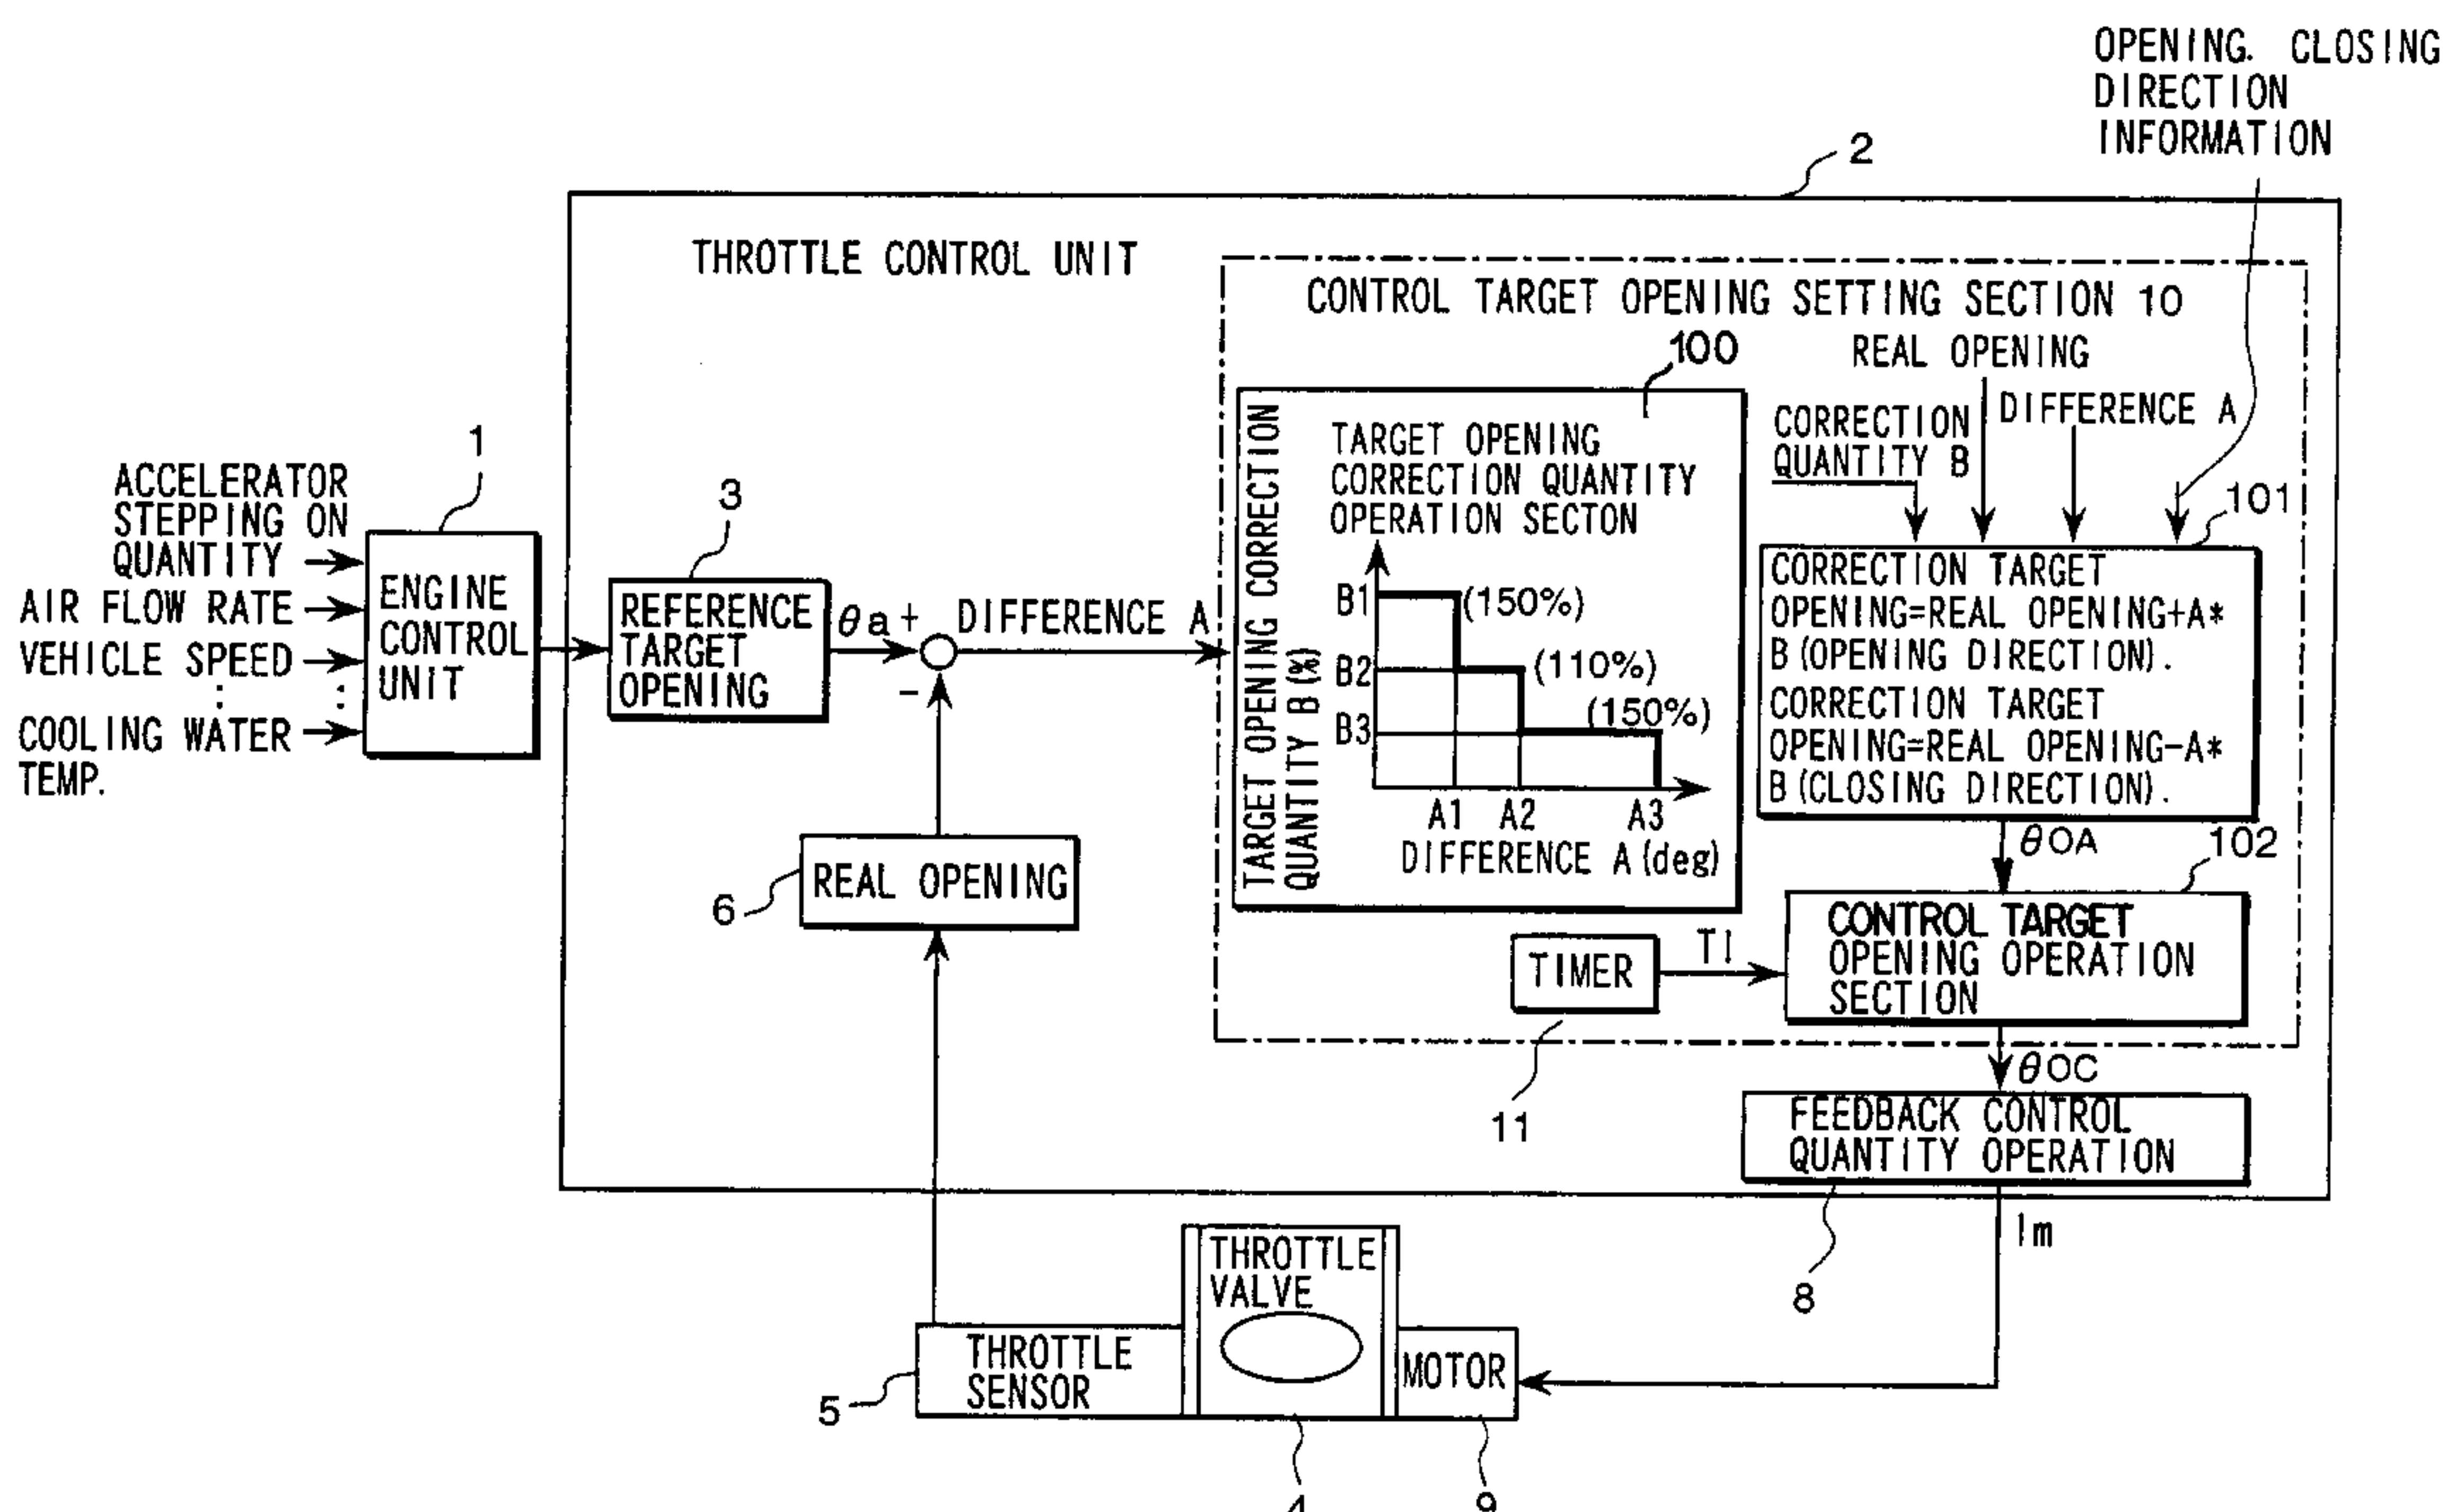 OPENING. CLOSING
DIRECTION
INFORMATION
2
THROTTLE CONTROL UNIT
CONTROL TARGET OPENING SETTING SECTION 10
100
REAL OPENING
DIFFERENCE A
CORRECTION
QUANTITY B
101
1
ACCELERATOR
STEPPING ON
QUANTITY
AIR FLOW RATE
VEHICLE SPEED
:
:
COOLING WATER
TEMP.
ENGINE
CONTROL
UNIT
3
REFERENCE
TARGET
OPENING
θa
+
-
DIFFERENCE A
TARGET OPENING CORRECTION
QUANTITY B (%)
TARGET OPENING
CORRECTION QUANTITY
OPERATION SECTON
B1
(150%)
B2
(110%)
B3
(150%)
A1
A2
A3
DIFFERENCE A (deg)
CORRECTION TARGET
OPENING=REAL OPENING+A*
B (OPENING DIRECTION).
CORRECTION TARGET
OPENING=REAL OPENING-A*
B (CLOSING DIRECTION).
θOA
102
6
REAL OPENING
TIMER
TI
11
CONTROL TARGET
OPENING OPERATION
SECTION
θOC
FEEDBACK CONTROL
QUANTITY OPERATION
8
Im
THROTTLE
VALVE
THROTTLE
SENSOR
5
MOTOR
4
9